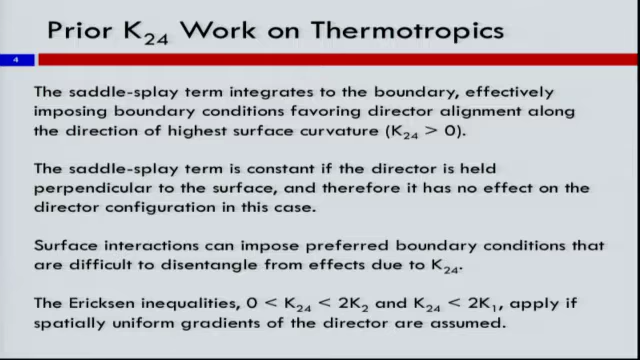 Prior K₂₄ Work on Thermotropics
4
The saddle-splay term integrates to the boundary, effectively
imposing boundary conditions favoring director alignment along
the direction of highest surface curvature (K₂₄ > 0).
The saddle-splay term is constant if the director is held
perpendicular to the surface, and therefore it has no effect on the
director configuration in this case.
Surface interactions can impose preferred boundary conditions that
are difficult to disentangle from effects due to K₂₄.
The Ericksen inequalities, 0 < K₂₄ < 2K₂ and K₂₄ < 2K₁, apply if
spatially uniform gradients of the director are assumed.